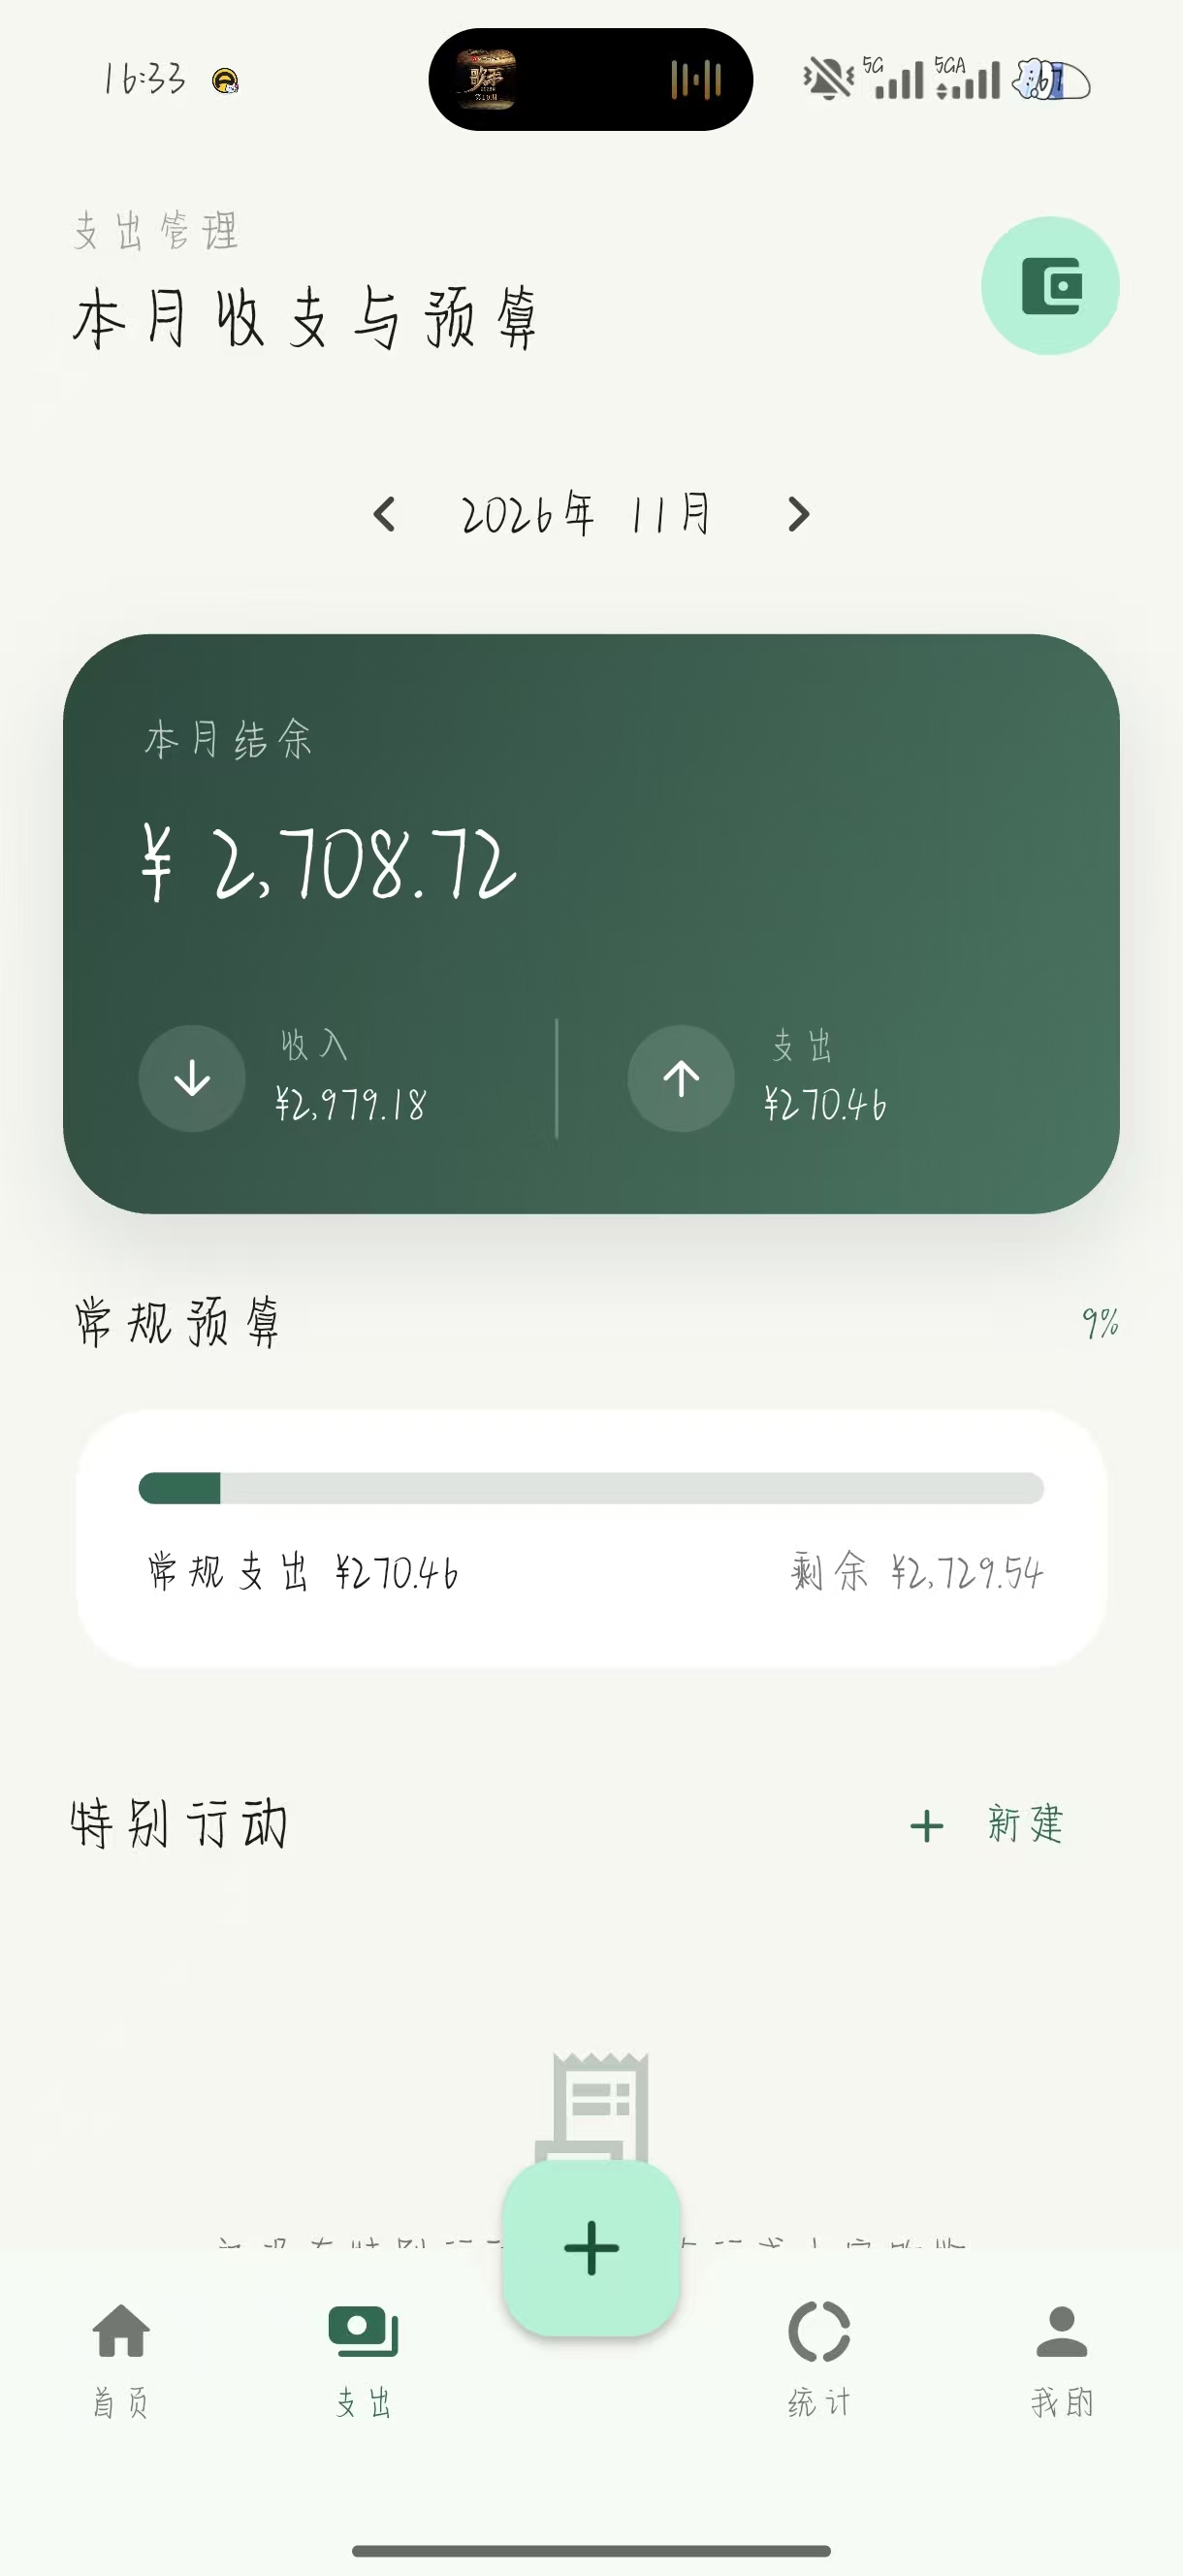 16:33
5G 5GA 67
歌手
支出管理
本月收支与预算
2026年 11月
本月结余
¥ 2,708.72
收入
¥2,979.18
支出
¥270.46
常规预算 9%
常规支出 ¥270.46 剩余 ¥2,729.54
特别行动 + 新建
首页 支出 统计 我的